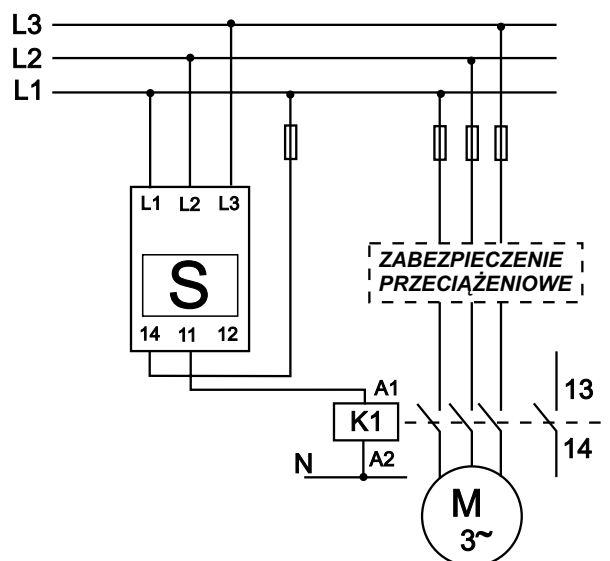 L3
L2
L1
L1 L2 L3
S
14 11 12
ZABEZPIECZENIE
PRZECIĄŻENIOWE
A1
K1
A2
N
13
14
M
3~